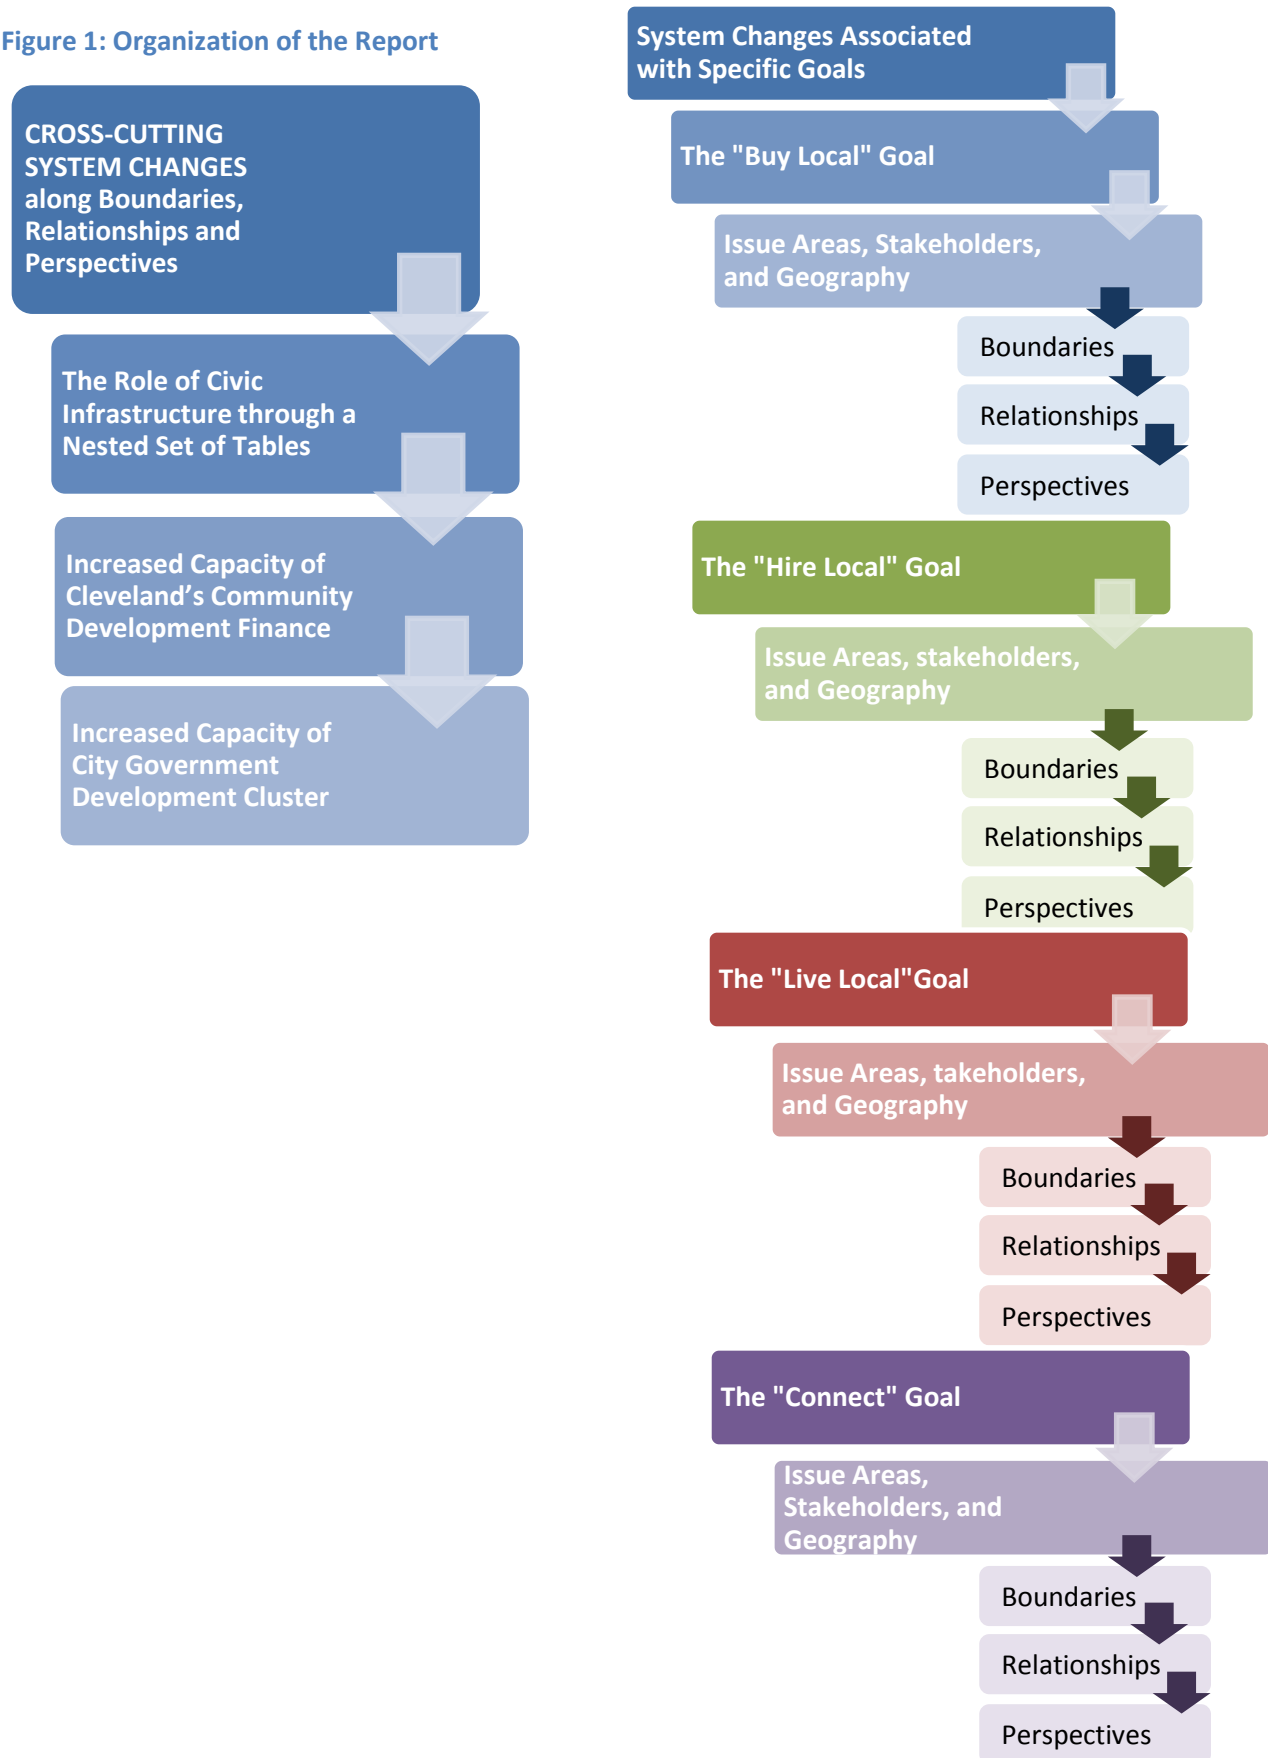 Figure 1: Organization of the Report
CROSS-CUTTING
SYSTEM CHANGES
along Boundaries,
Relationships and
Perspectives
The Role of Civic
Infrastructure through a
Nested Set of Tables
Increased Capacity of
Cleveland’s Community
Development Finance
Increased Capacity of
City Government
Development Cluster
System Changes Associated
with Specific Goals
The "Buy Local" Goal
Issue Areas, Stakeholders,
and Geography
Boundaries
Relationships
Perspectives
The "Hire Local" Goal
Issue Areas, stakeholders,
and Geography
Boundaries
Relationships
Perspectives
The "Live Local"Goal
Issue Areas, takeholders,
and Geography
Boundaries
Relationships
Perspectives
The "Connect" Goal
Issue Areas,
Stakeholders, and
Geography
Boundaries
Relationships
Perspectives